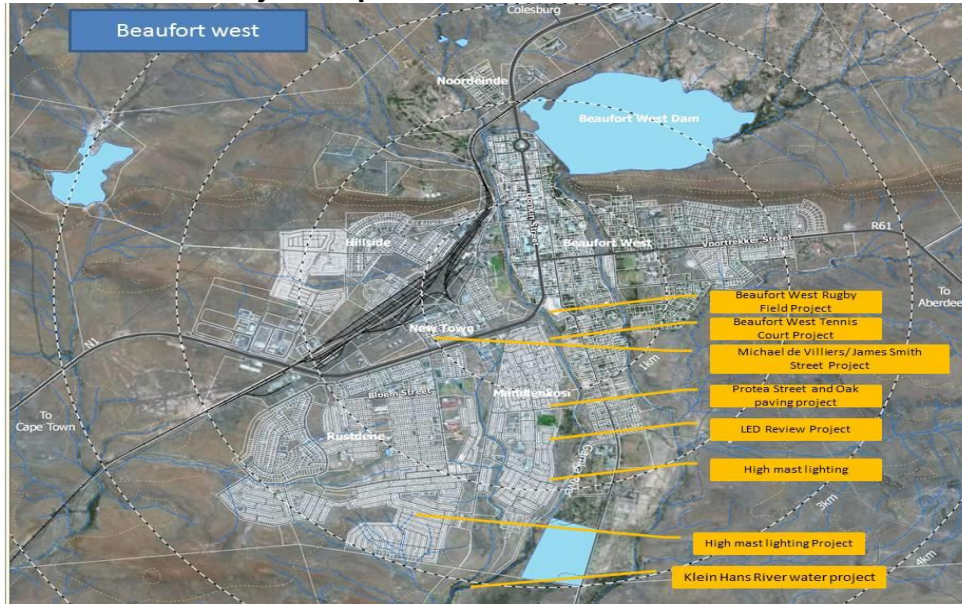 Beaufort west
Colesburg
Noordeinde
Beaufort West Dam
Hillside
Beaufort West
Voortrekker Street
R61
To
Aberdee
New Town
N1
To
Cape Town
Bloem Street
Rustdene
1km
3km
4km
Beaufort West Rugby
Field Project
Beaufort West Tennis
Court Project
Michael de Villiers/James Smith
Street Project
Protea Street and Oak
paving project
LED Review Project
High mast lighting
High mast lighting Project
Klein Hans River water project